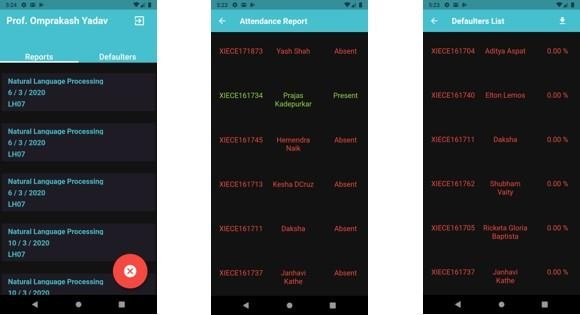 5:24
Prof. Omprakash Yadav
Reports Defaulters
Natural Language Processing
6 / 3 / 2020
LH07
Natural Language Processing
6 / 3 / 2020
LH07
Natural Language Processing
6 / 3 / 2020
LH07
Natural Language Processing
10 / 3 / 2020
LH07
Natural Language Processing
10 / 3 / 2020
5:23
Attendance Report
XIECE171873 Yash Shah Absent
XIECE161734 Prajas Present
Kadepurkar
XIECE161745 Hemendra Absent
Naik
XIECE161713 Kesha DCruz Absent
XIECE161711 Daksha Absent
XIECE161737 Janhavi Absent
Kathe
5:23
Defaulters List
XIECE161704 Aditya Aspat 0.00 %
XIECE161740 Elton Lemos 0.00 %
XIECE161711 Daksha 0.00 %
XIECE161762 Shubham 0.00 %
Vaity
XIECE161705 Ricketa Gloria 0.00 %
Baptista
XIECE161737 Janhavi 0.00 %
Kathe